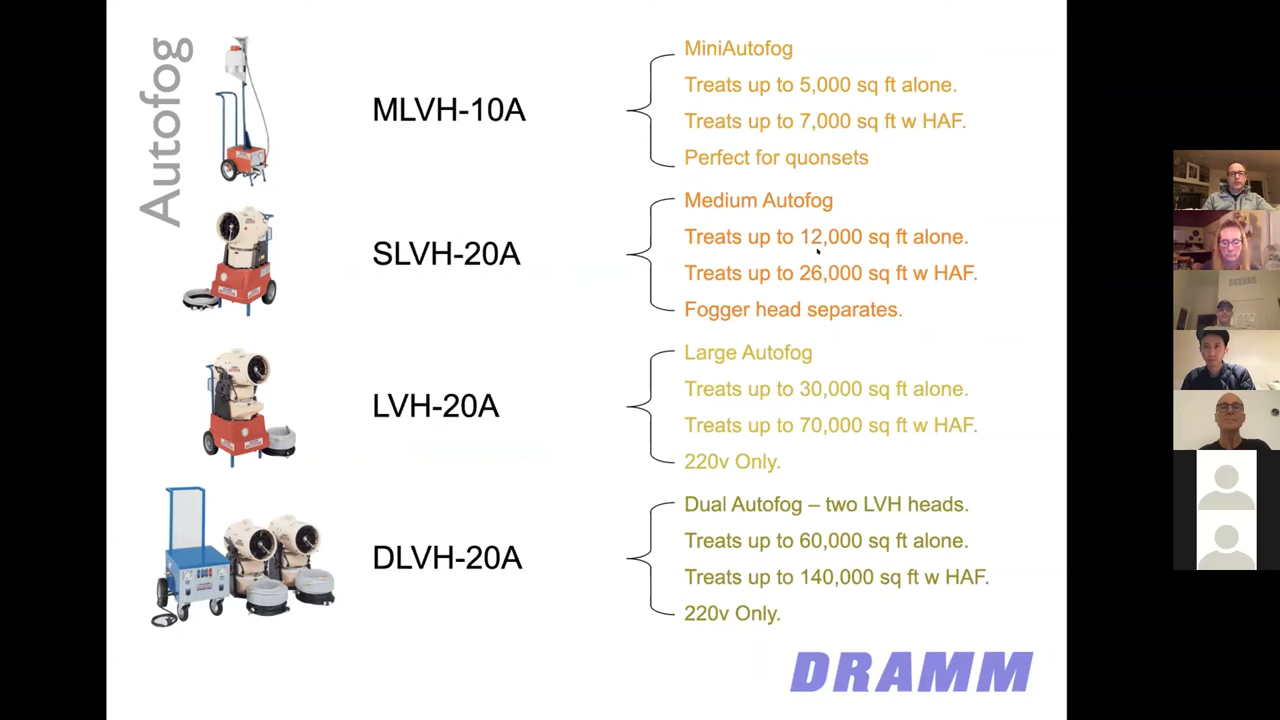 Autofog
MLVH-10A
MiniAutofog
Treats up to 5,000 sq ft alone.
Treats up to 7,000 sq ft w HAF.
Perfect for quonsets
SLVH-20A
Medium Autofog
Treats up to 12,000 sq ft alone.
Treats up to 26,000 sq ft w HAF.
Fogger head separates.
LVH-20A
Large Autofog
Treats up to 30,000 sq ft alone.
Treats up to 70,000 sq ft w HAF.
220v Only.
DLVH-20A
Dual Autofog – two LVH heads.
Treats up to 60,000 sq ft alone.
Treats up to 140,000 sq ft w HAF.
220v Only.
DRAMM